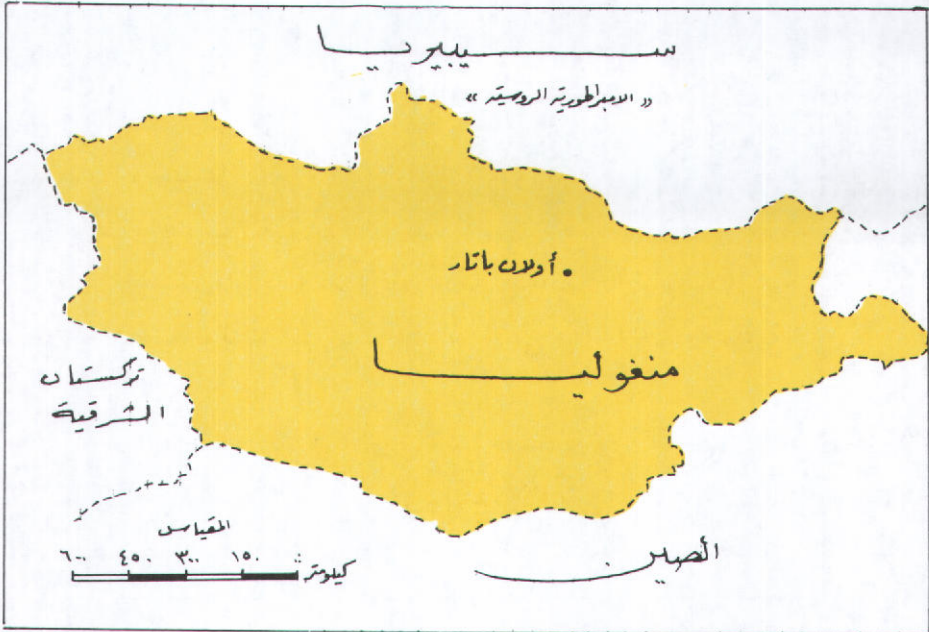 سيبيريا
« الامبراطورية الروسية »
أولان باتار
منغوليا
تركستان
الشرقية
الصين
المقياس
٦٠٠ ٤٥٠ ٣٠٠ ١٥٠ ٠
كيلومتر